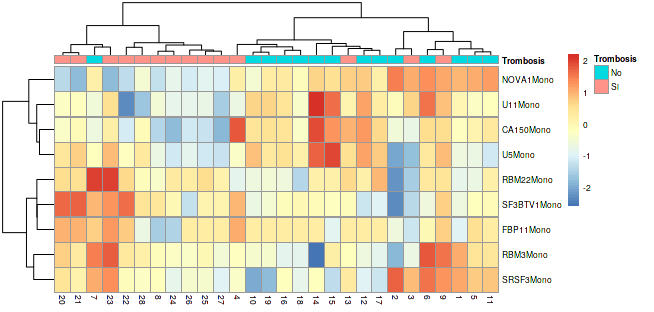 Trombosis
NOVA1Mono
U11Mono
CA150Mono
U5Mono
RBM22Mono
SF3BTV1Mono
FBP11Mono
RBM3Mono
SRSF3Mono
2
1
0
-1
-2
Trombosis
No
SI
20 21 7 23 22 28 8 24 26 25 27 4 10 19 16 18 14 15 13 12 17 2 3 6 9 1 5 11